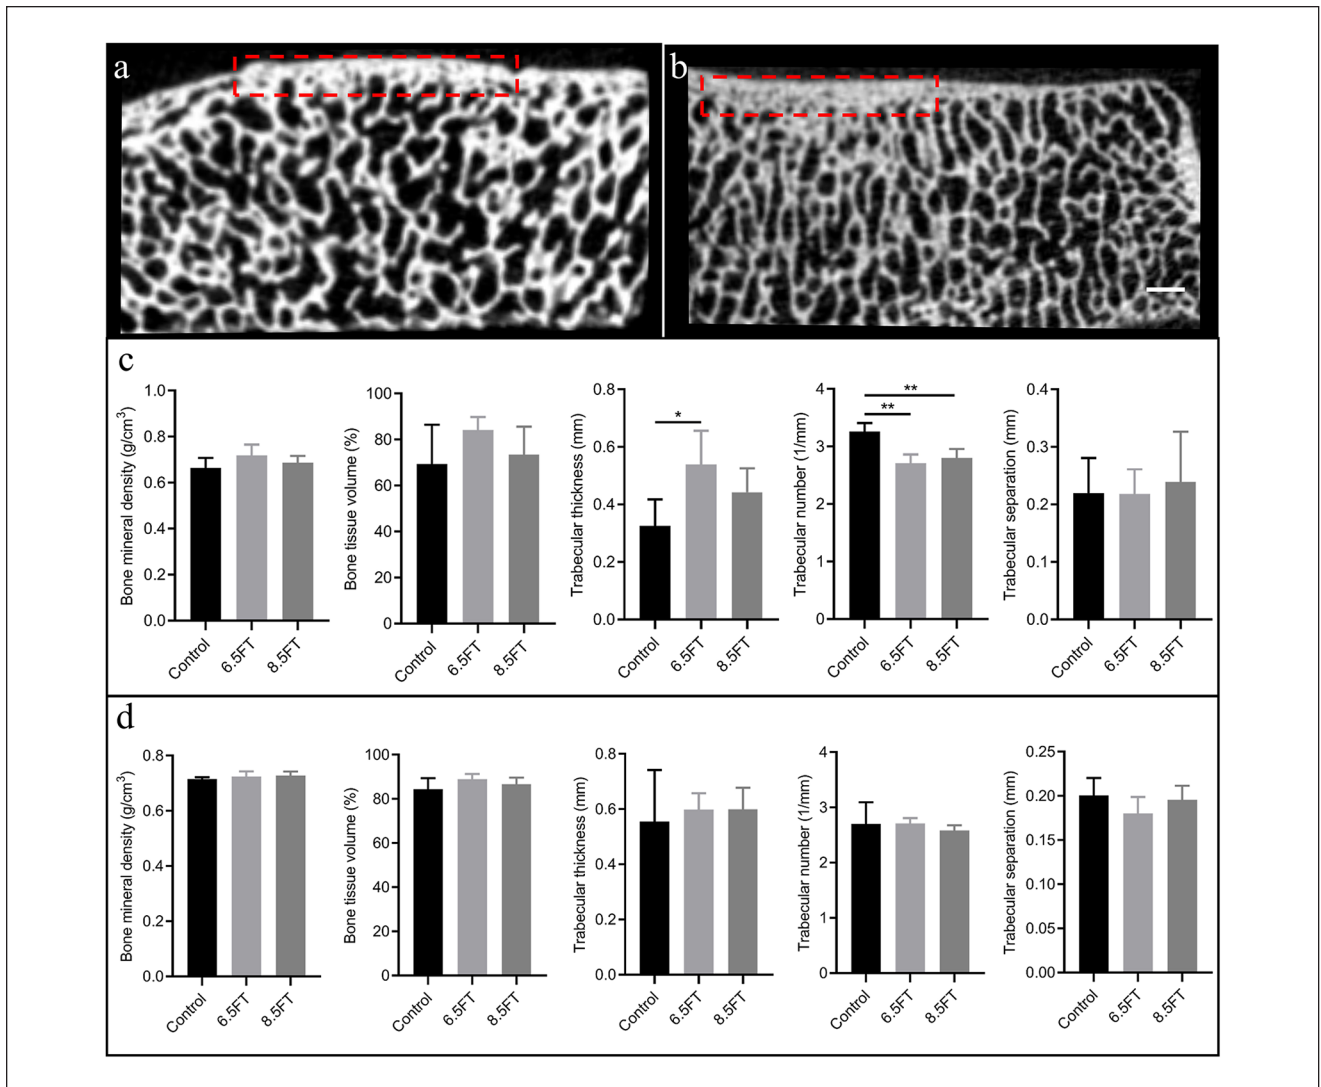 a
b
c
Bone mineral density (g/cm³)
1.0
0.8
0.6
0.4
0.2
0.0
Control
6.5FT
8.5FT
Bone tissue volume (%)
100
80
60
40
20
0
Control
6.5FT
8.5FT
Trabecular thickness (mm)
0.8
0.6
0.4
0.2
0.0
*
Control
6.5FT
8.5FT
Trabecular number (1/mm)
4
3
2
1
0
**
**
Control
6.5FT
8.5FT
Trabecular separation (mm)
0.4
0.3
0.2
0.1
0.0
Control
6.5FT
8.5FT
d
Bone mineral density (g/cm³)
0.8
0.6
0.4
0.2
0.0
Control
6.5FT
8.5FT
Bone tissue volume (%)
100
80
60
40
20
0
Control
6.5FT
8.5FT
Trabecular thickness (mm)
0.8
0.6
0.4
0.2
0.0
Control
6.5FT
8.5FT
Trabecular number (1/mm)
4
3
2
1
0
Control
6.5FT
8.5FT
Trabecular separation (mm)
0.25
0.20
0.15
0.10
0.05
0.00
Control
6.5FT
8.5FT